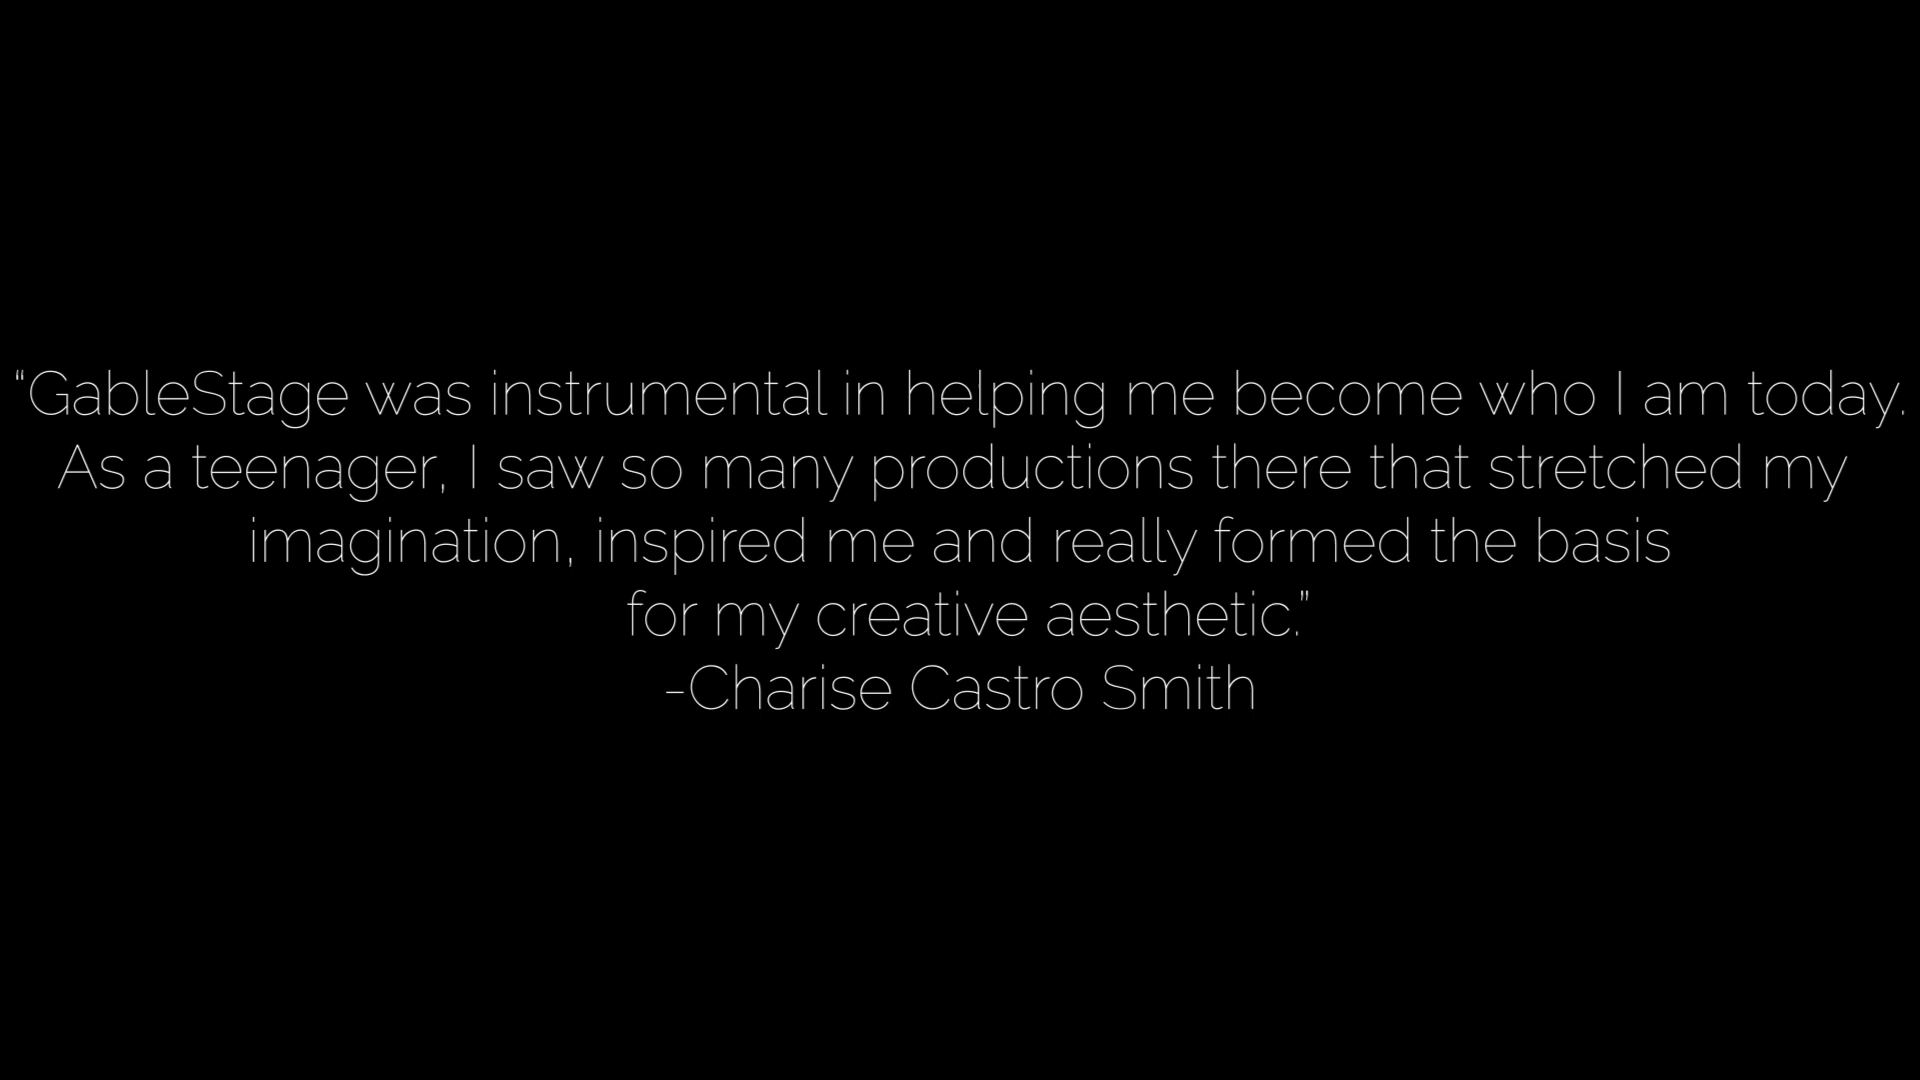 “GableStage was instrumental in helping me become who I am today.
As a teenager, I saw so many productions there that stretched my
imagination, inspired me and really formed the basis
for my creative aesthetic.”
-Charise Castro Smith